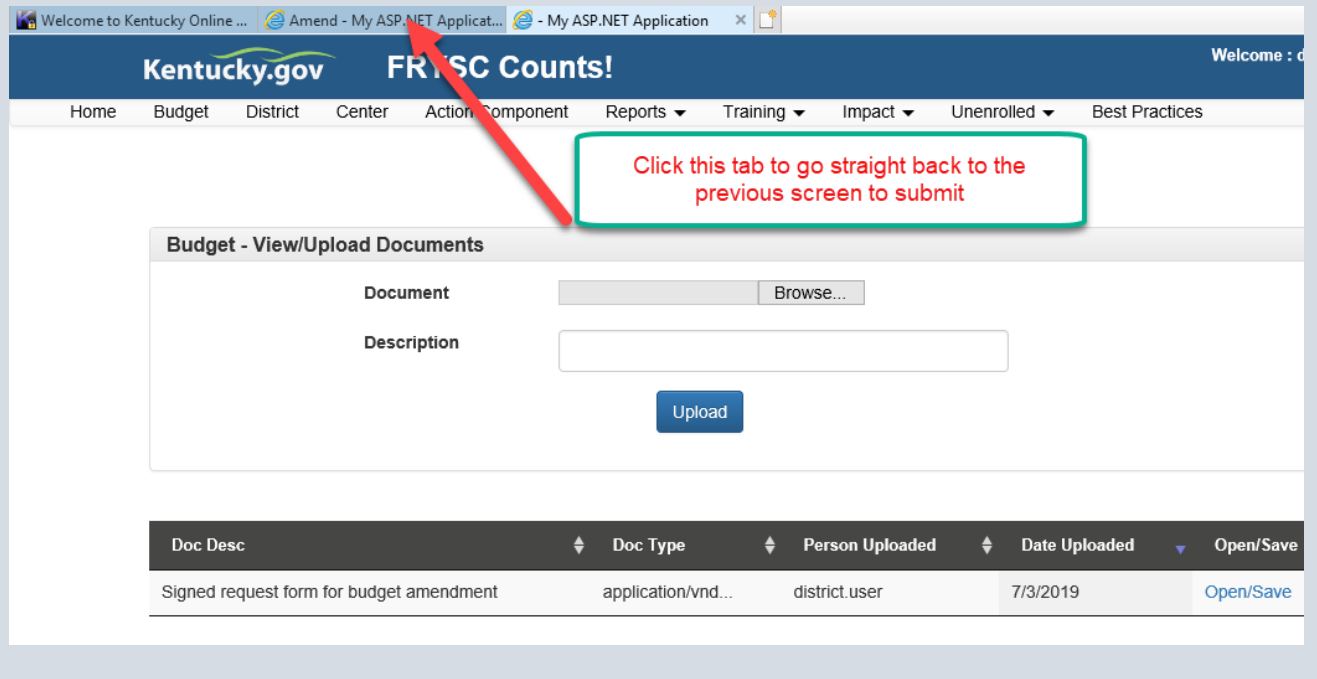 Welcome to Kentucky Online ... Amend - My ASP.NET Applicat... - My ASP.NET Application
Kentucky.gov FRYSC Counts! Welcome : d
Home Budget District Center Action Component Reports Training Impact Unenrolled Best Practices
Click this tab to go straight back to the
previous screen to submit
Budget - View/Upload Documents
Document Browse...
Description
Upload
Doc Desc Doc Type Person Uploaded Date Uploaded Open/Save
Signed request form for budget amendment application/vnd... district.user 7/3/2019 Open/Save